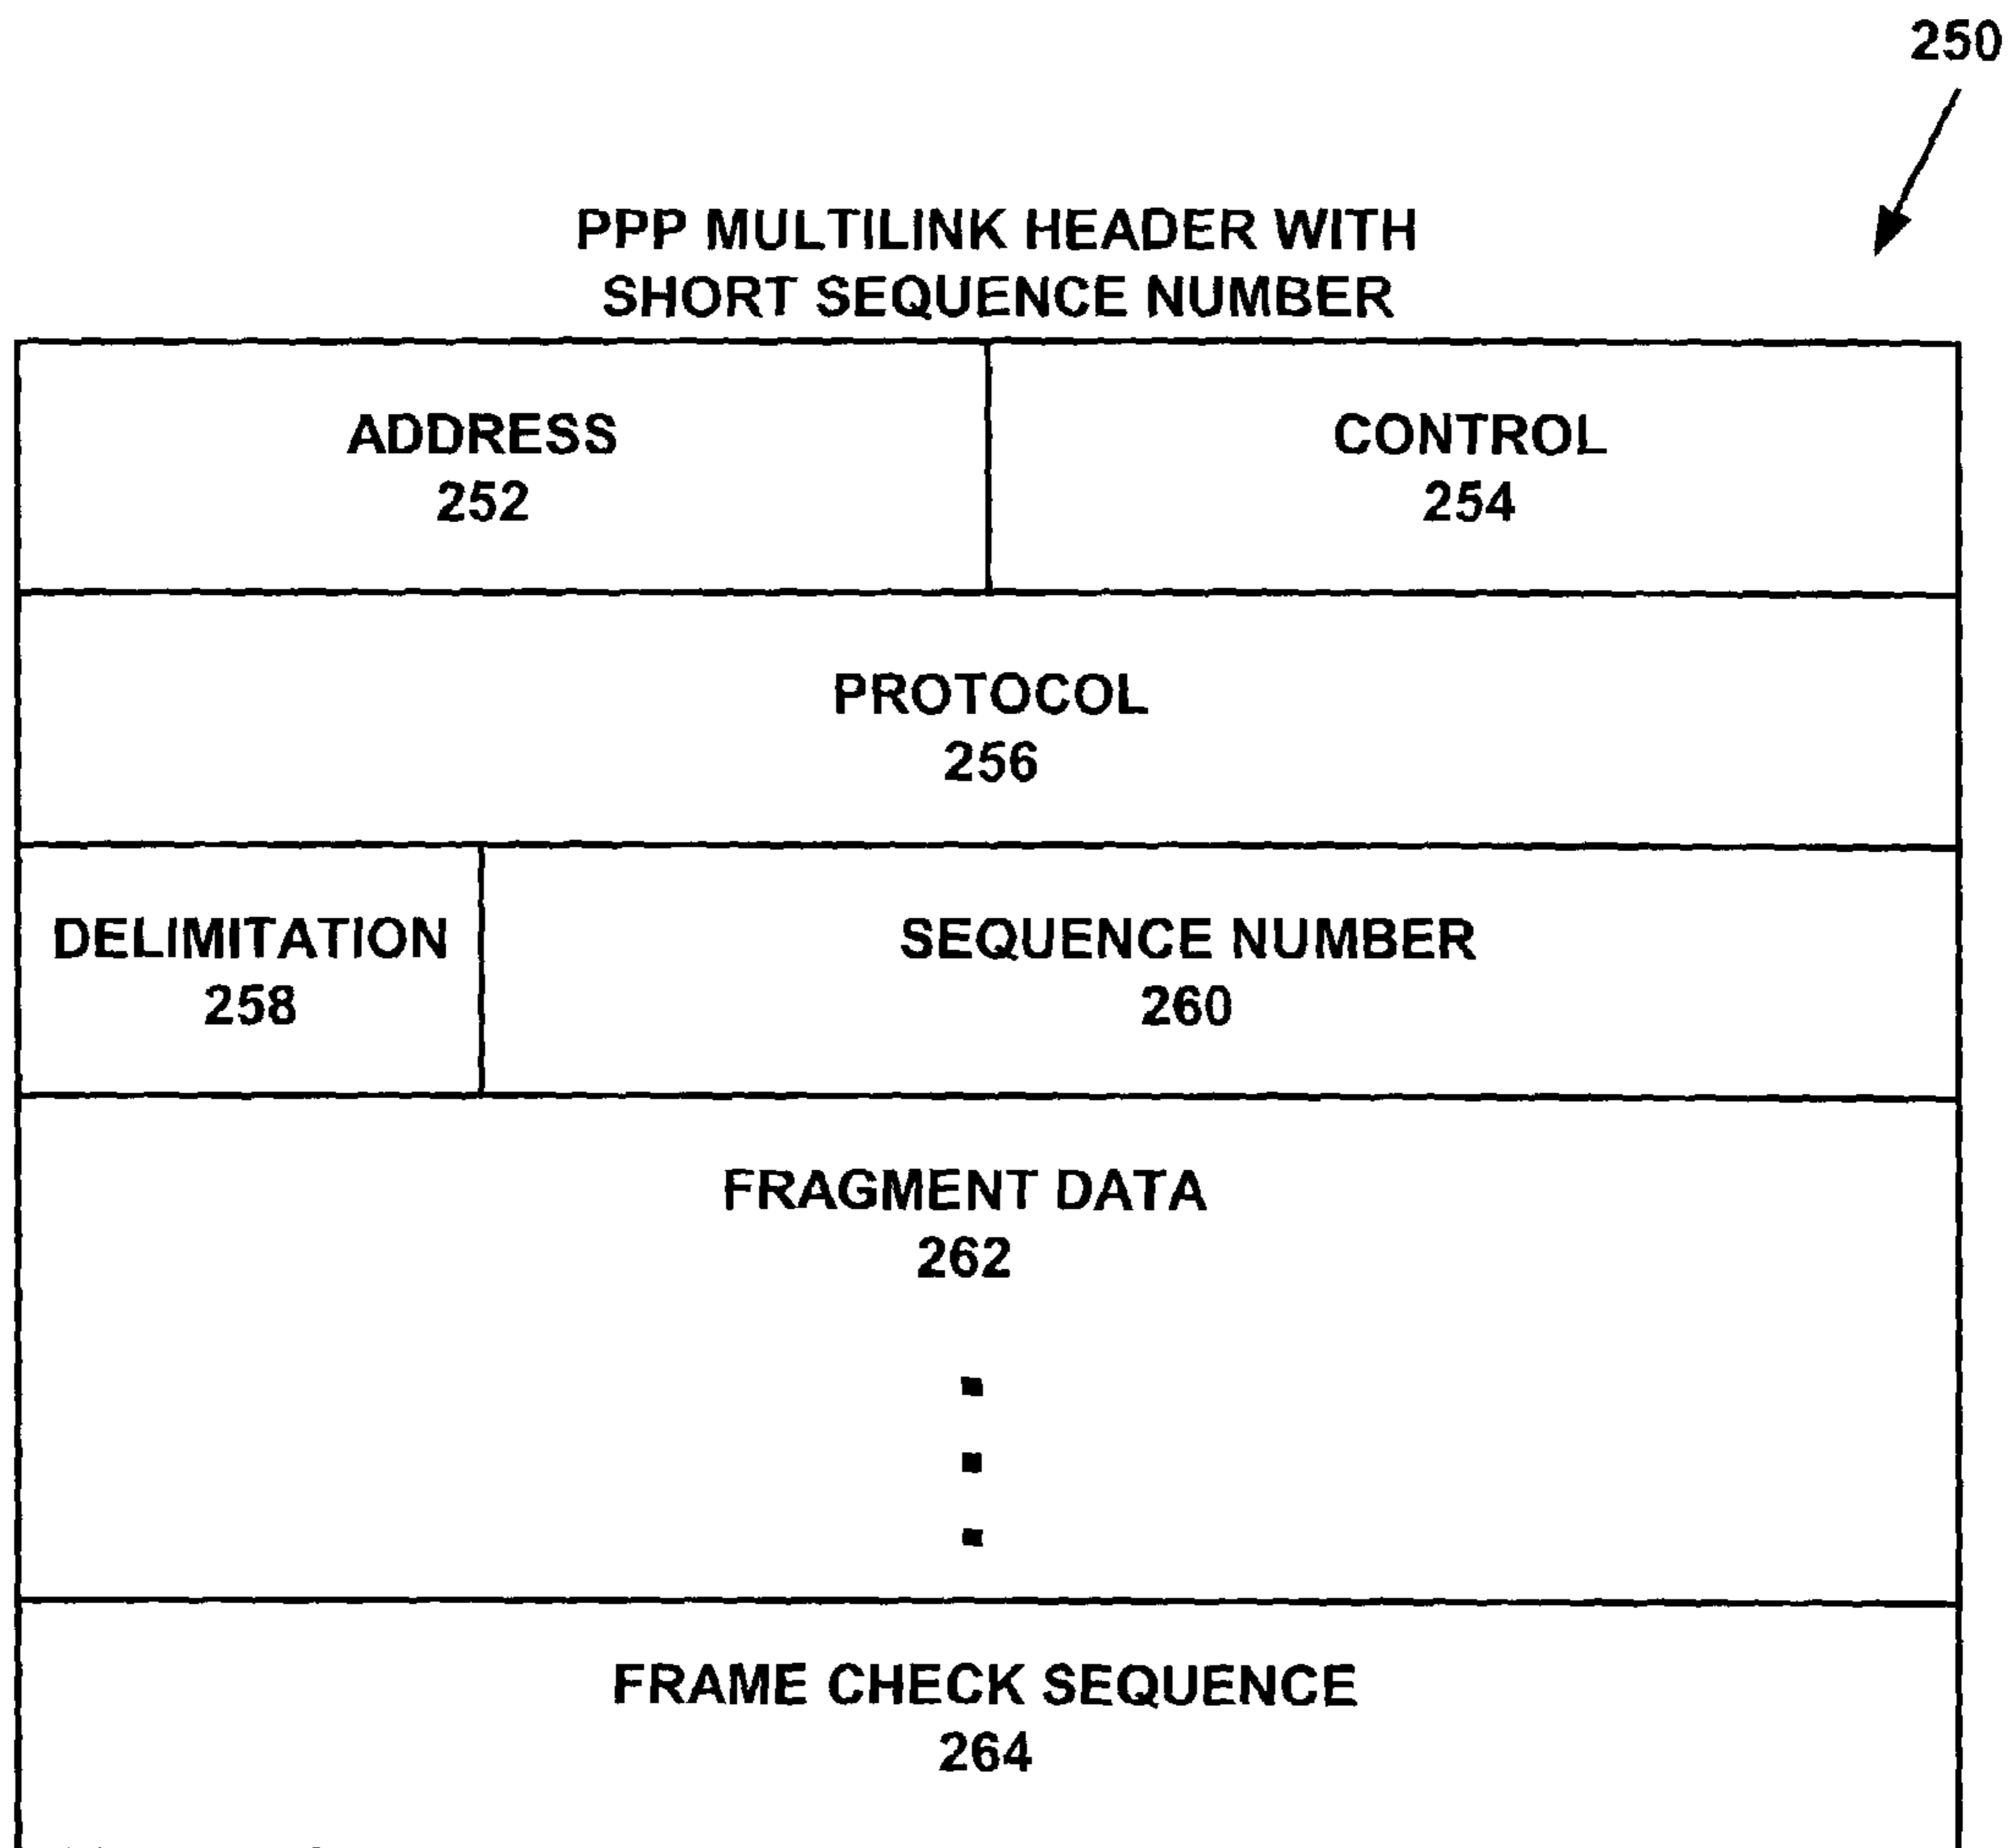 250
PPP MULTILINK HEADER WITH
SHORT SEQUENCE NUMBER
ADDRESS
252
CONTROL
254
PROTOCOL
256
DELIMITATION
258
SEQUENCE NUMBER
260
FRAGMENT DATA
262
FRAME CHECK SEQUENCE
264